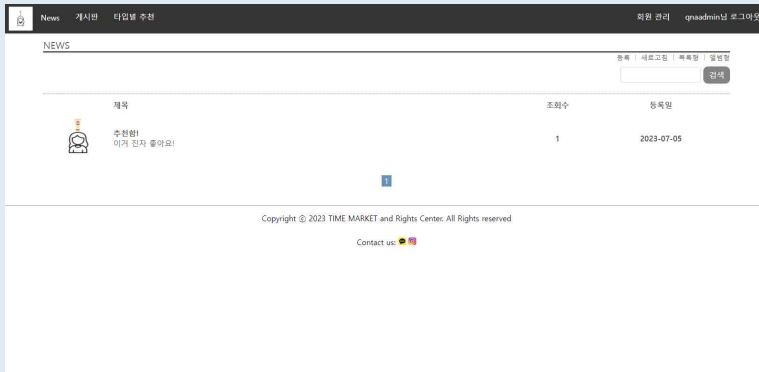 News 게시판 타입별 추천 회원 관리 qnaadmin님 로그아웃
NEWS
등록 | 새로고침 | 목록형 | 앨범형
검색
제목 조회수 등록일
추천함!
이거 진자 좋아요!
1 2023-07-05
1
Copyright ⓒ 2023 TIME MARKET and Rights Center. All Rights reserved
Contact us: